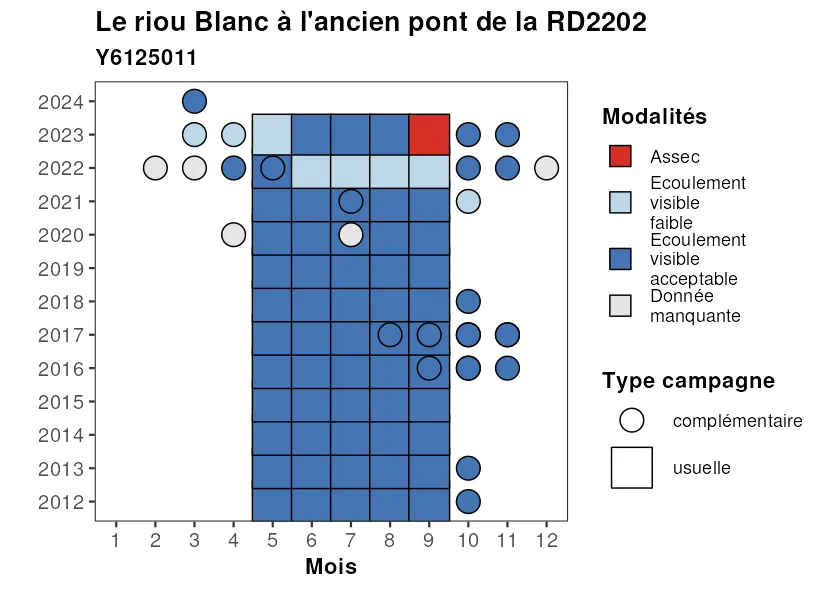 Le riou Blanc à l'ancien pont de la RD2202
Y6125011
2024
2023
2022
2021
2020
2019
2018
2017
2016
2015
2014
2013
2012
1 2 3 4 5 6 7 8 9 10 11 12
Mois
Modalités
Assec
Ecoulement
visible
faible
Ecoulement
visible
acceptable
Donnée
manquante
Type campagne
complémentaire
usuelle